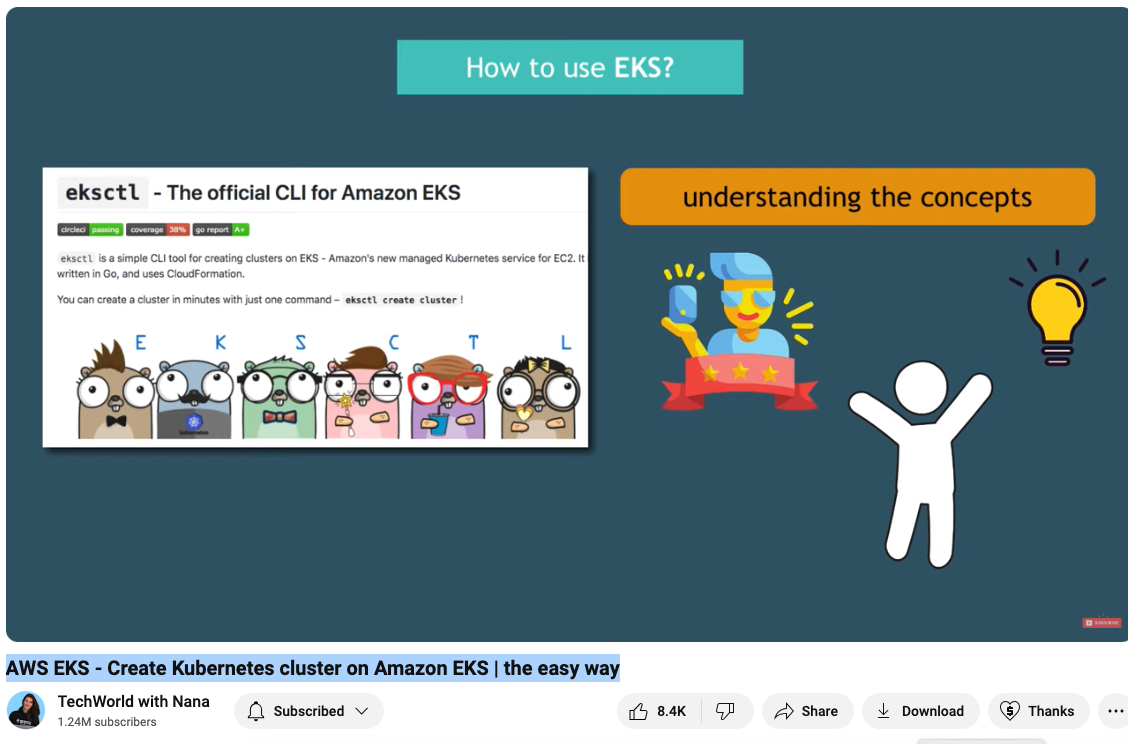 How to use EKS?
eksctl - The official CLI for Amazon EKS
circleci passing coverage 38% go report A+
eksctl is a simple CLI tool for creating clusters on EKS - Amazon's new managed Kubernetes service for EC2. It
written in Go, and uses CloudFormation.
You can create a cluster in minutes with just one command – eksctl create cluster !
E K S C T L
kubernetes
understanding the concepts
SUBSCRIBE
AWS EKS - Create Kubernetes cluster on Amazon EKS | the easy way
TechWorld with Nana
1.24M subscribers
Subscribed
8.4K
Share
Download
Thanks